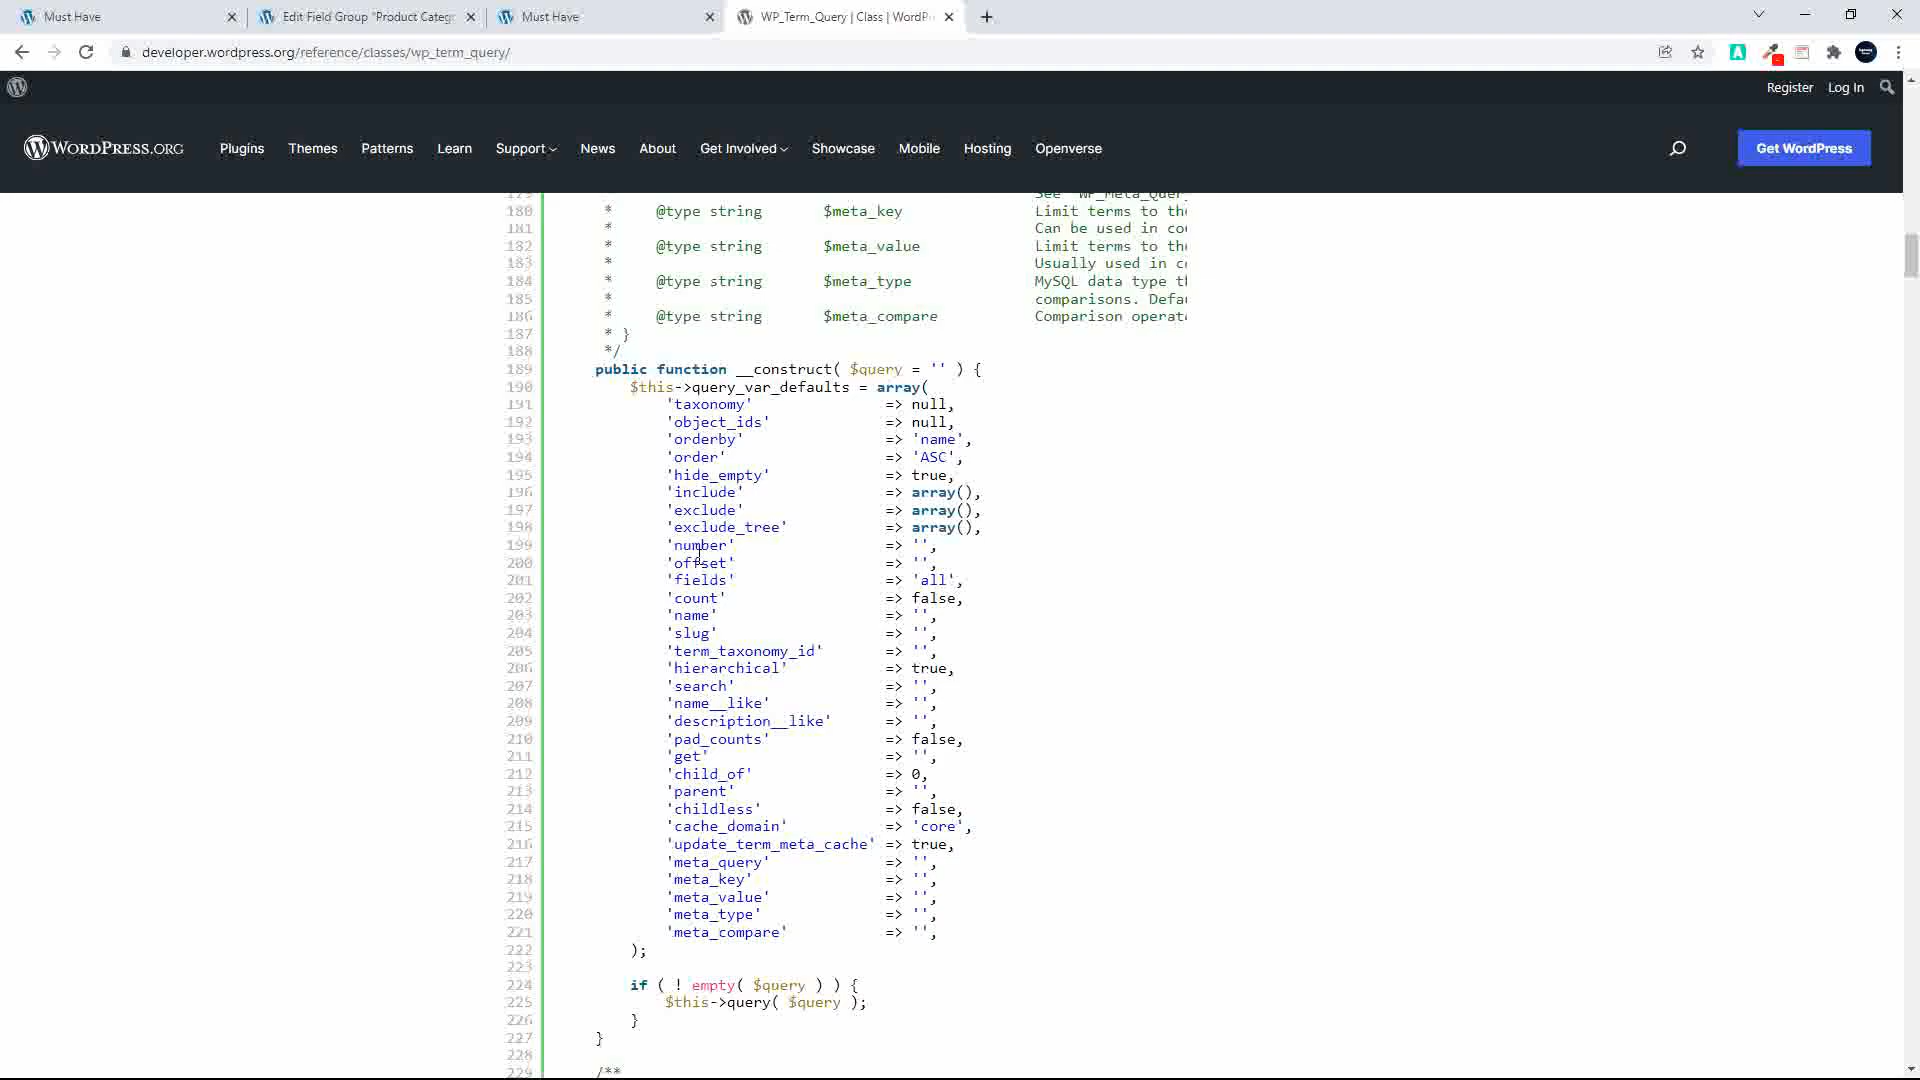 Must Have
Edit Field Group "Product Categ
Must Have
WP_Term_Query | Class | WordP
developer.wordpress.org/reference/classes/wp_term_query/
Register Log In
WORDPRESS.ORG Plugins Themes Patterns Learn Support News About Get Involved Showcase Mobile Hosting Openverse Get WordPress
179 See `WP_Meta_Quer
180 * @type string $meta_key Limit terms to th
181 * Can be used in co
182 * @type string $meta_value Limit terms to th
183 * Usually used in c
184 * @type string $meta_type MySQL data type t
185 * comparisons. Defa
186 * @type string $meta_compare Comparison operat
187 * }
188 */
189 public function __construct( $query = '' ) {
190 $this->query_var_defaults = array(
191 'taxonomy' => null,
192 'object_ids' => null,
193 'orderby' => 'name',
194 'order' => 'ASC',
195 'hide_empty' => true,
196 'include' => array(),
197 'exclude' => array(),
198 'exclude_tree' => array(),
199 'number' => '',
200 'offset' => '',
201 'fields' => 'all',
202 'count' => false,
203 'name' => '',
204 'slug' => '',
205 'term_taxonomy_id' => '',
206 'hierarchical' => true,
207 'search' => '',
208 'name__like' => '',
209 'description__like' => '',
210 'pad_counts' => false,
211 'get' => '',
212 'child_of' => 0,
213 'parent' => '',
214 'childless' => false,
215 'cache_domain' => 'core',
216 'update_term_meta_cache' => true,
217 'meta_query' => '',
218 'meta_key' => '',
219 'meta_value' => '',
220 'meta_type' => '',
221 'meta_compare' => '',
222 );
223
224 if ( ! empty( $query ) ) {
225 $this->query( $query );
226 }
227 }
228
229 /**